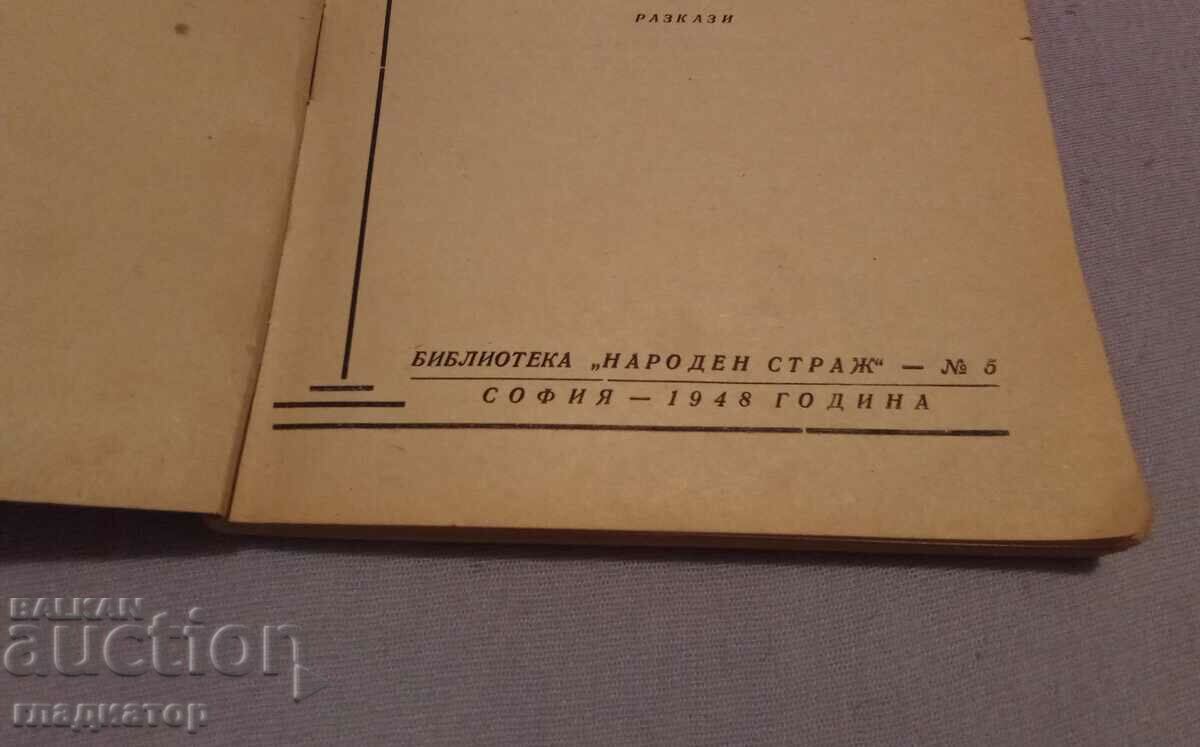 РАЗКАЗИ
БИБЛИОТЕКА „НАРОДЕН СТРАЖ“ — № 5
СОФИЯ — 1948 ГОДИНА
BALKAN
auction
гладиатор